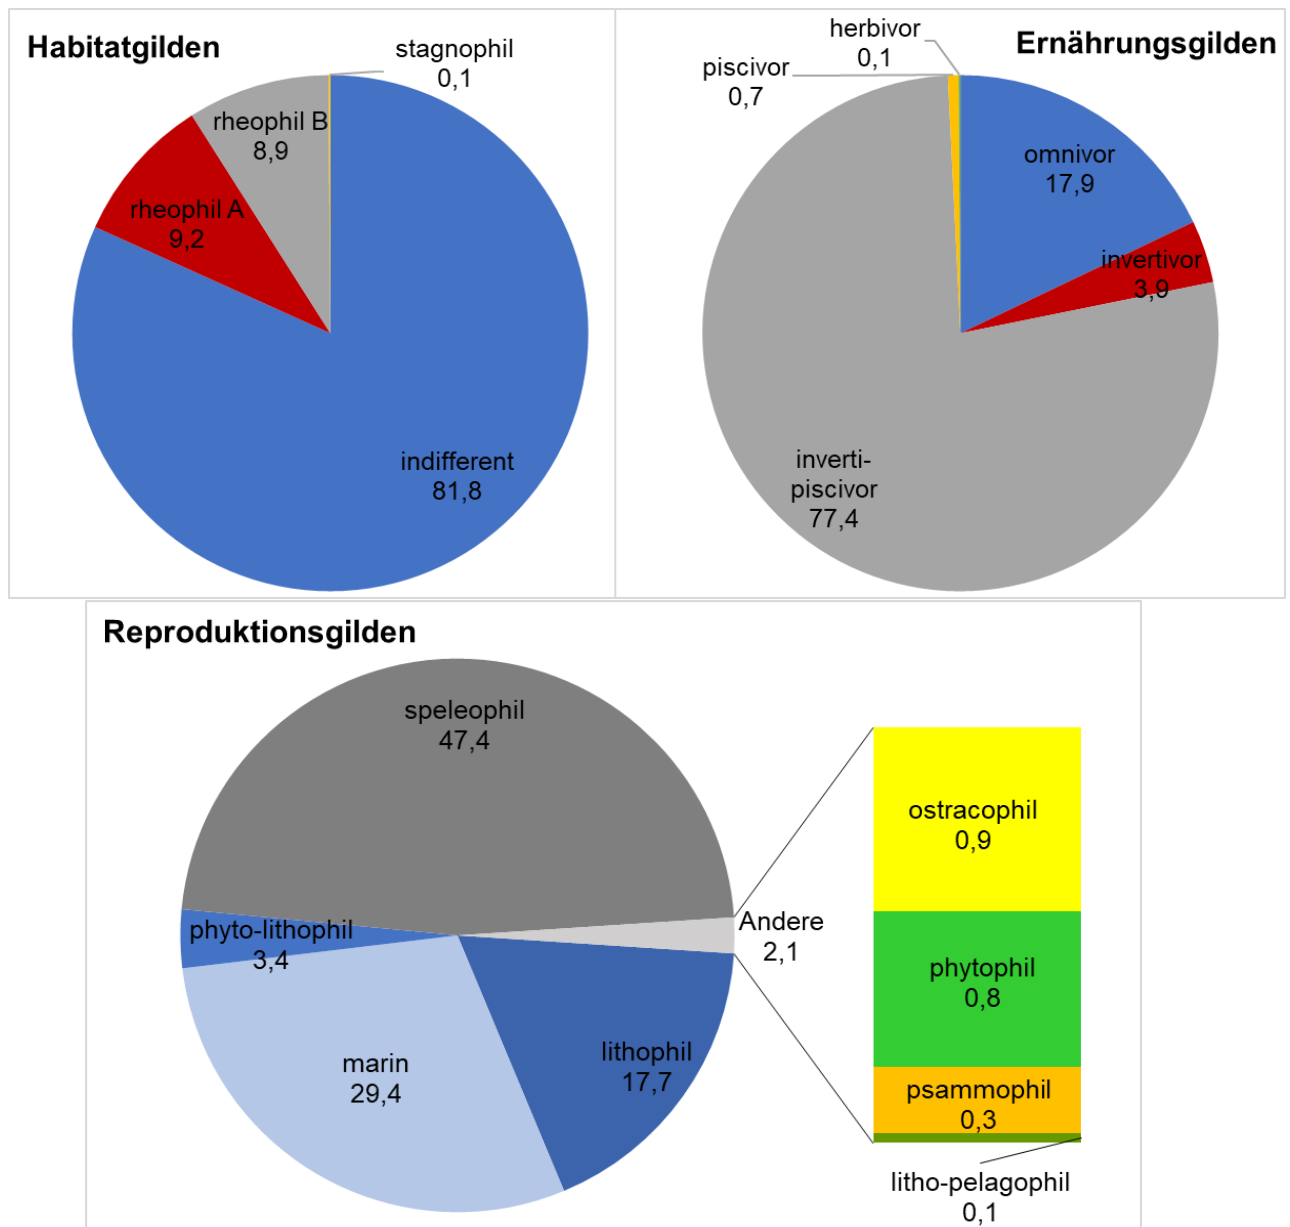 Habitatgilden
stagnophil
0,1
rheophil B
8,9
rheophil A
9,2
indifferent
81,8
Ernährungsgilden
herbivor
0,1
piscivor
0,7
omnivor
17,9
invertivor
3,9
inverti-
piscivor
77,4
Reproduktionsgilden
speleophil
47,4
phyto-lithophil
3,4
marin
29,4
lithophil
17,7
Andere
2,1
ostracophil
0,9
phytophil
0,8
psammophil
0,3
litho-pelagophil
0,1